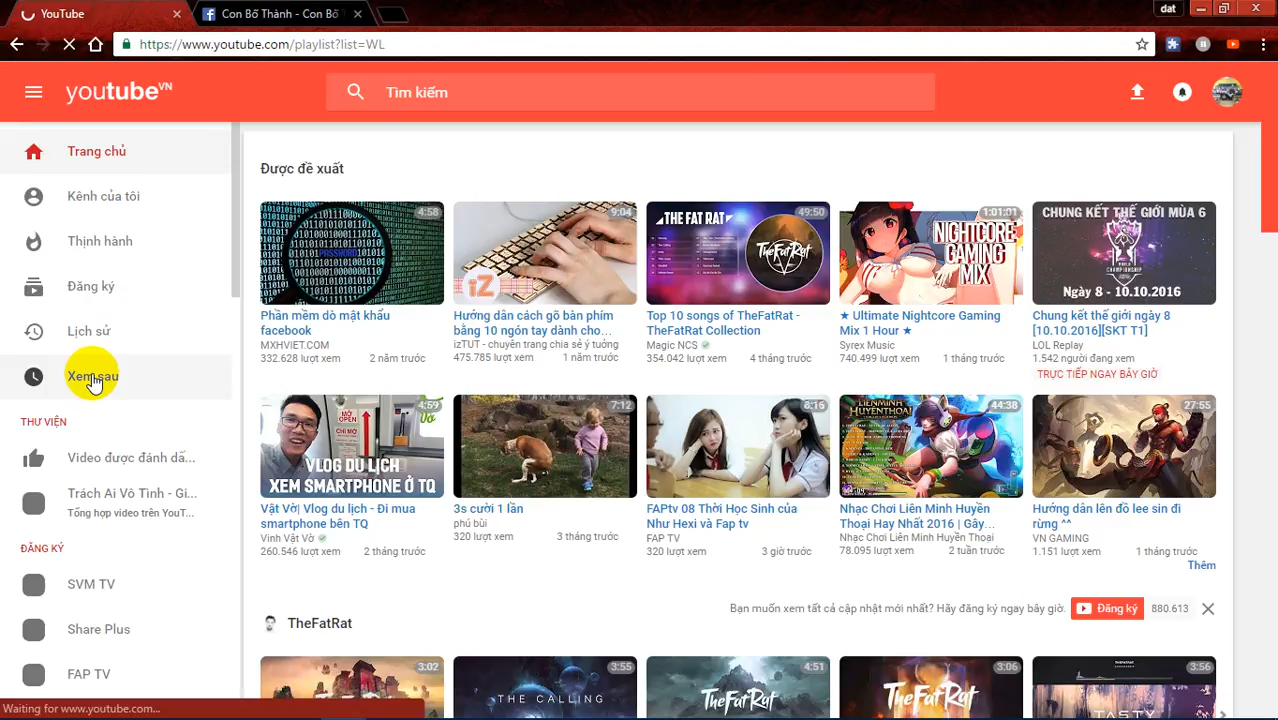 YouTube
Con Bố Thành - Con Bố T
dat
https://www.youtube.com/playlist?list=WL
youtube VN
Tìm kiếm
Trang chủ
Kênh của tôi
Thịnh hành
Đăng ký
Lịch sử
Xem sau
THƯ VIỆN
Video được đánh dấ...
Trách Ai Vô Tình - Gi...
Tổng hợp video trên YouT...
ĐĂNG KÝ
SVM TV
Share Plus
FAP TV
Waiting for www.youtube.com...
Được đề xuất
PASSWORD
4:58
Phần mềm dò mật khẩu
facebook
MXHVIET.COM
332.628 lượt xem 2 năm trước
iZ
9:04
Hướng dẫn cách gõ bàn phím
bằng 10 ngón tay dành cho...
izTUT - chuyên trang chia sẻ ý tưởng
475.785 lượt xem 1 năm trước
THE FAT RAT
TheFatRat
49:50
Top 10 songs of TheFatRat -
TheFatRat Collection
Magic NCS
354.042 lượt xem 4 tháng trước
NIGHTCORE
GAMING
MIX
1:01:01
★ Ultimate Nightcore Gaming
Mix 1 Hour ★
Syrex Music
740.499 lượt xem 1 tháng trước
CHUNG KẾT THẾ GIỚI MÙA 6
WORLD
CHAMPIONSHIP
Ngày 8 - 10.10.2016
Chung kết thế giới ngày 8
[10.10.2016][SKT T1]
LOL Replay
1.542 người đang xem
TRỰC TIẾP NGAY BÂY GIỜ
MỞ
OPEN
VLOG DU LỊCH
XEM SMARTPHONE Ở TQ
4:59
Vật Vờ| Vlog du lịch - Đi mua
smartphone bên TQ
Vinh Vật Vờ
260.546 lượt xem 2 tháng trước
7:12
3s cười 1 lần
phú bùi
320 lượt xem 3 tháng trước
8:16
FAPtv 08 Thời Học Sinh của
Như Hexi và Fap tv
FAP TV
320 lượt xem 3 giờ trước
LIÊN MINH HUYỀN THOẠI
44:38
Nhạc Chơi Liên Minh Huyền
Thoại Hay Nhất 2016 | Gây...
Nhạc Chơi Liên Minh Huyền Thoại
78.095 lượt xem 2 tuần trước
27:55
Hướng dẫn lên đồ lee sin đi
rừng ^^
VN GAMING
1.151 lượt xem 1 tháng trước
Thêm
TheFatRat
Bạn muốn xem tất cả cập nhật mới nhất? Hãy đăng ký ngay bây giờ.
Đăng ký
880.613
3:02
THE CALLING
3:55
TheFatRat
4:51
TheFatRat
3:06
TASTY
3:56